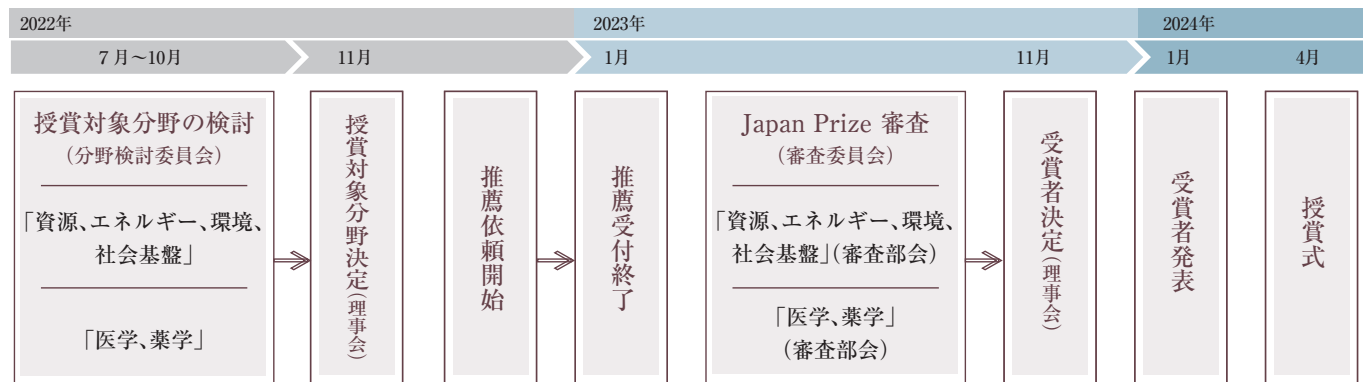 2022年
2023年
2024年
7月～10月
11月
1月
11月
1月
4月
授賞対象分野の検討
（分野検討委員会）
「資源、エネルギー、環境、
社会基盤」
「医学、薬学」
授賞対象分野決定（理事会）
推薦依頼開始
推薦受付終了
Japan Prize 審査
（審査委員会）
「資源、エネルギー、環境、
社会基盤」（審査部会）
「医学、薬学」
（審査部会）
受賞者決定（理事会）
受賞者発表
授賞式